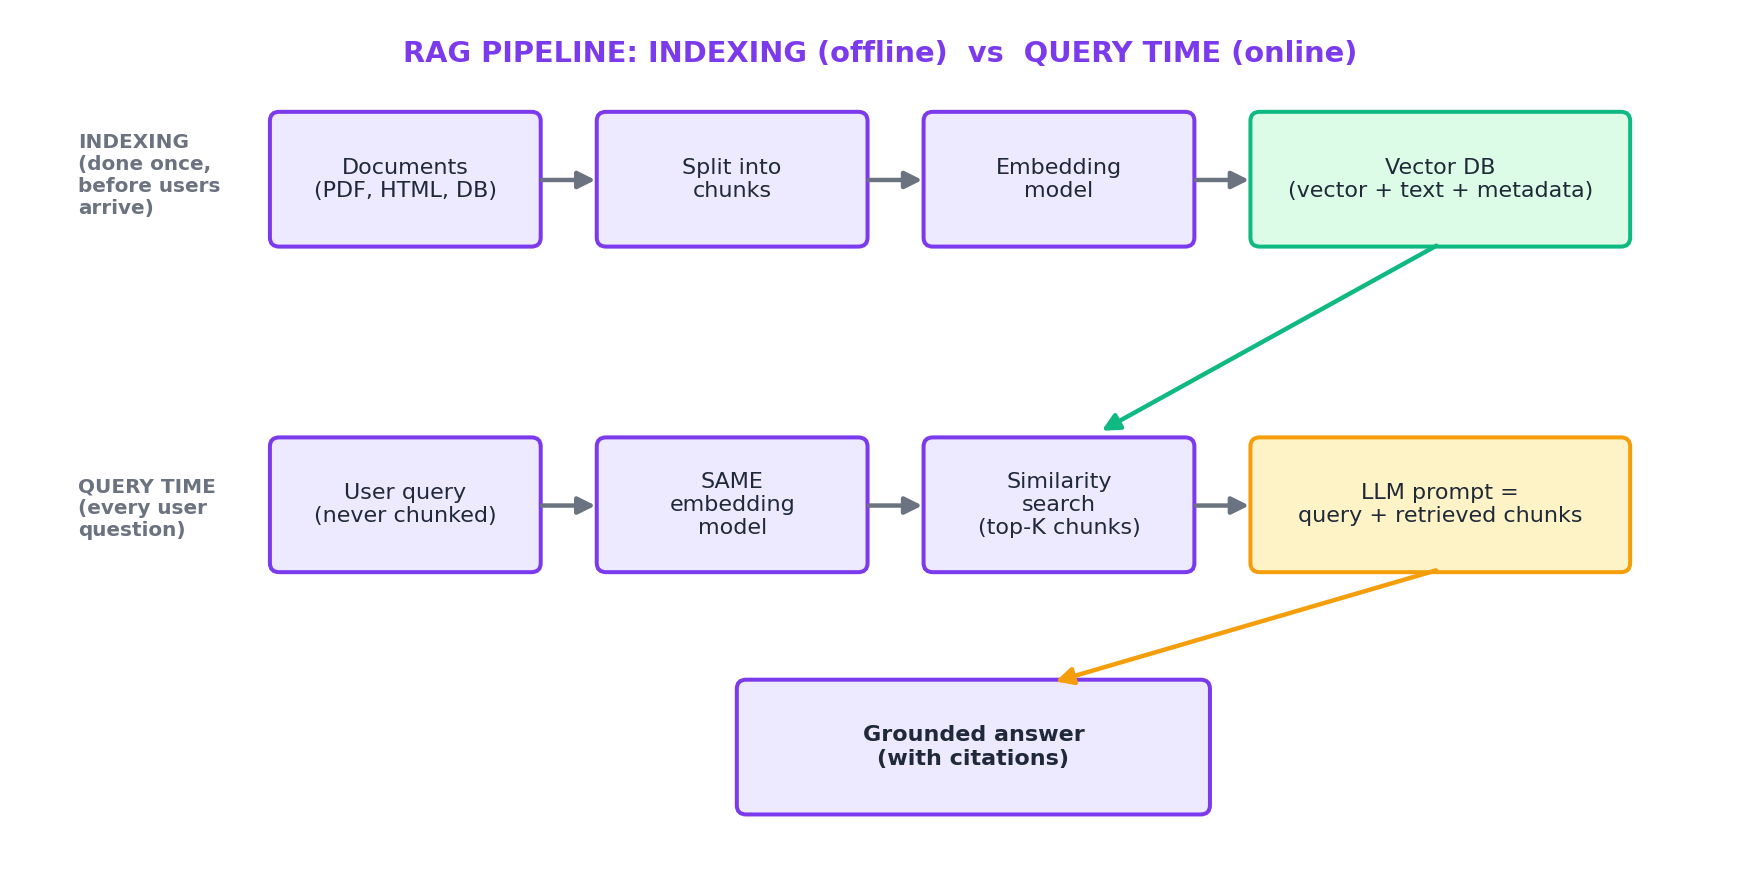 RAG PIPELINE: INDEXING (offline)  vs  QUERY TIME (online)
INDEXING
(done once,
before users
arrive)
Documents
(PDF, HTML, DB)
Split into
chunks
Embedding
model
Vector DB
(vector + text + metadata)
QUERY TIME
(every user
question)
User query
(never chunked)
SAME
embedding
model
Similarity
search
(top-K chunks)
LLM prompt =
query + retrieved chunks
Grounded answer
(with citations)